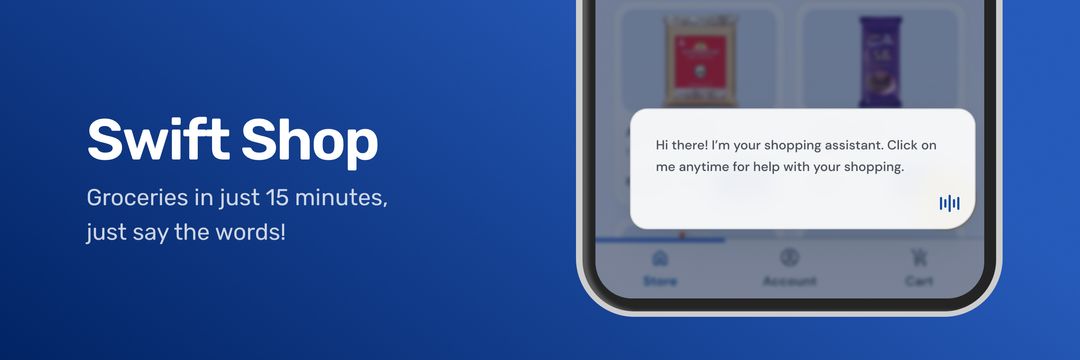 Swift Shop
Groceries in just 15 minutes,
just say the words!
Hi there! I’m your shopping assistant. Click on
me anytime for help with your shopping.
Store
Account
Cart